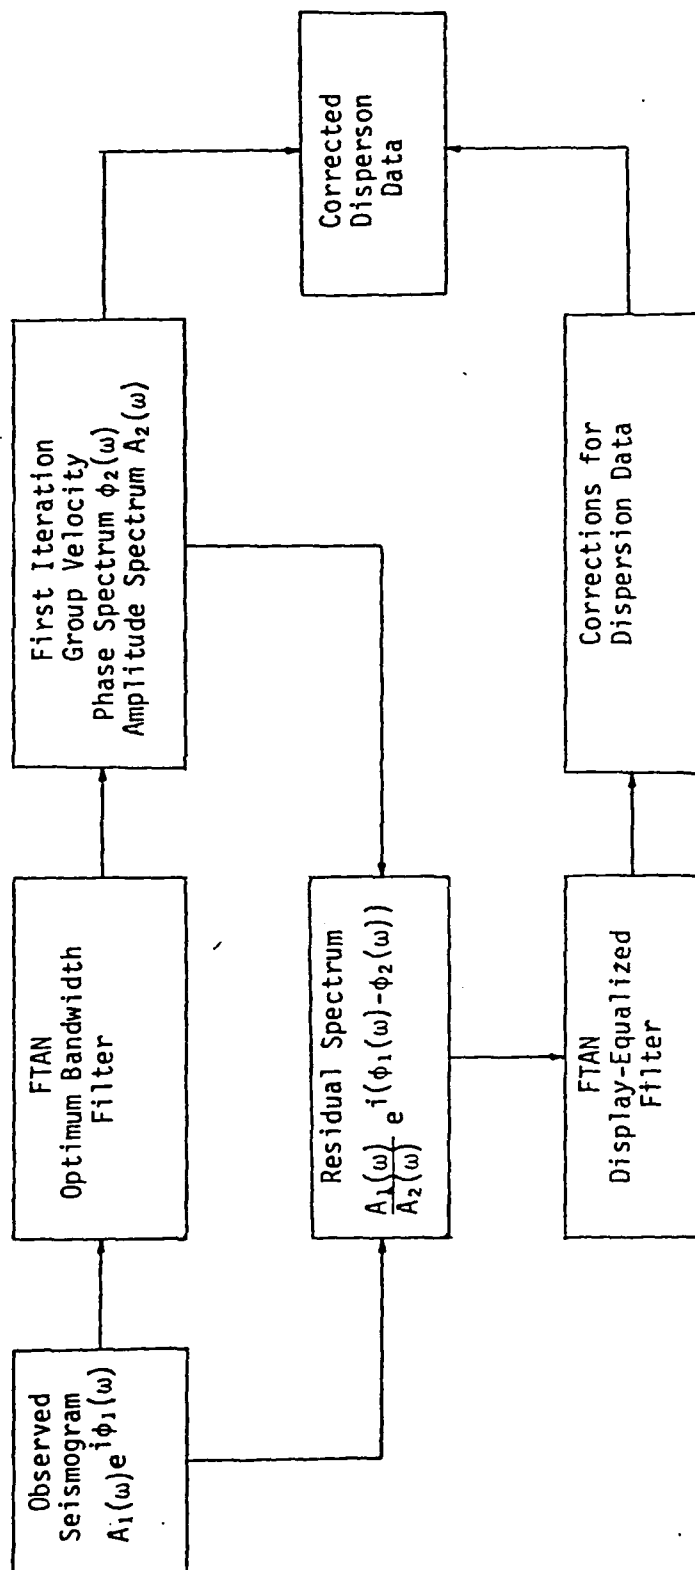 Observed
Seismogram
A₁(ω)e^iϕ₁(ω)
FTAN
Optimum Bandwidth
Filter
First Iteration
Group Velocity
Phase Spectrum ϕ₂(ω)
Amplitude Spectrum A₂(ω)
Residual Spectrum
A₁(ω)/A₂(ω) e^i(ϕ₁(ω)-ϕ₂(ω))
Corrected
Disperson
Data
FTAN
Display-Equalized
Filter
Corrections for
Dispersion Data